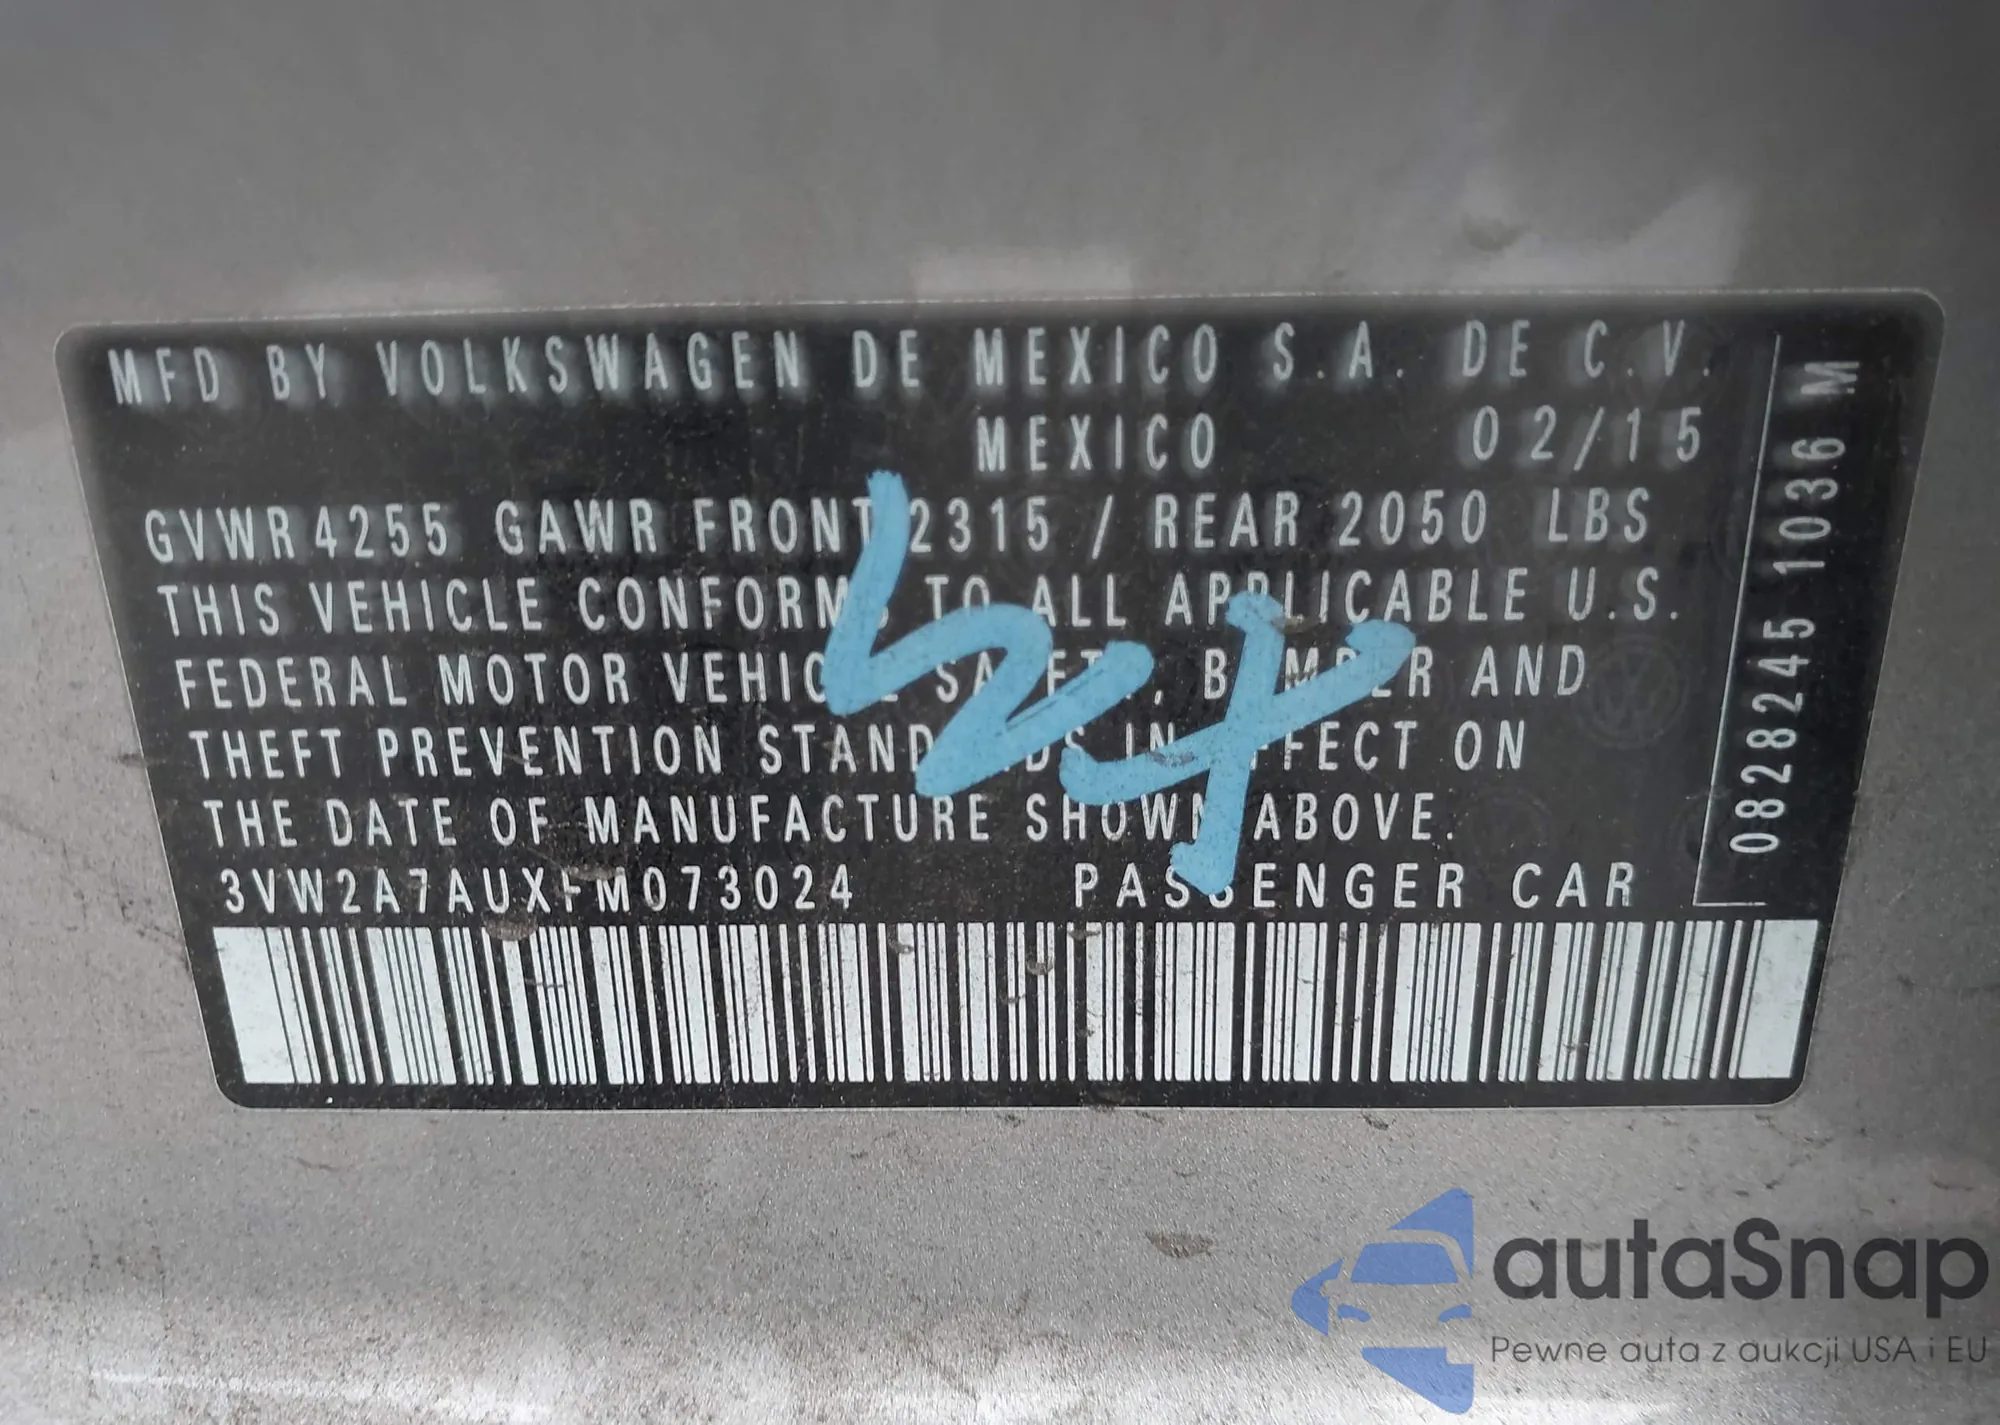 MFD BY VOLKSWAGEN DE MEXICO S.A. DE C.V.
MEXICO 02/15
GVWR 4255 GAWR FRONT 2315 / REAR 2050 LBS
THIS VEHICLE CONFORMS TO ALL APPLICABLE U.S.
FEDERAL MOTOR VEHICLE SAFETY, BUMPER AND
THEFT PREVENTION STANDARDS IN EFFECT ON
THE DATE OF MANUFACTURE SHOWN ABOVE.
3VW2A7AUXFM073024 PASSENGER CAR
0828245 1036 M
autaSnap
Pewne auta z aukcji USA i EU